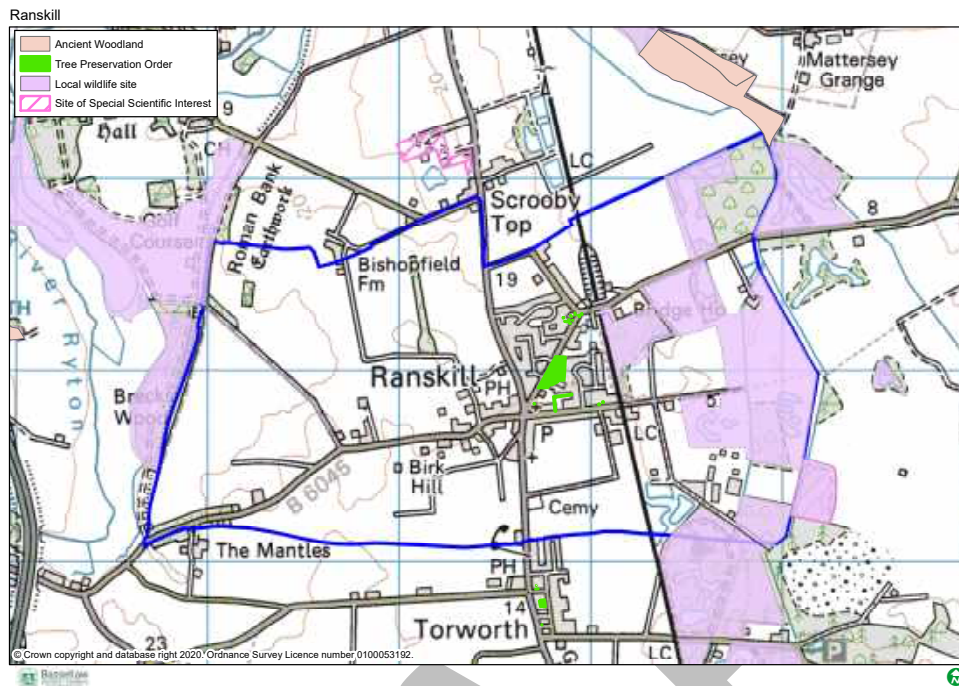 Ranskill
Ancient Woodland
Tree Preservation Order
Local wildlife site
Site of Special Scientific Interest
Mattersey
Grange
9
Hall
CH
LC
Scrooby
Top
8
Golf
Course
Roman Bank
Earthwork
Bishopfield
Fm
19
River Ryton
Ranskill
PH
LC
P
B 6045
Birk
Hill
Cemy
The Mantles
PH
14
Torworth
23
LC
P
© Crown copyright and database right 2020. Ordnance Survey Licence number 0100053192.
Bassetlaw
N